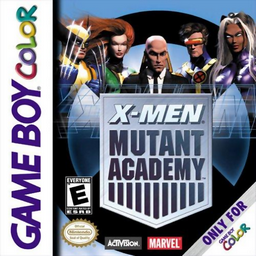 GAME BOY COLOR
X-MEN
MUTANT
ACADEMY
EVERYONE
E
ESRB
ACTIVISION
MARVEL
ONLY FOR
GAME BOY
COLOR